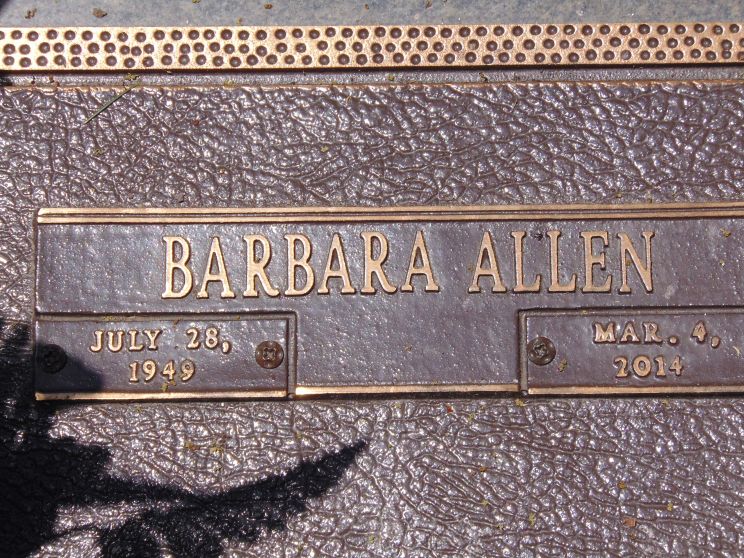 BARBARA ALLEN
JULY 28,
1949
MAR. 4,
2014